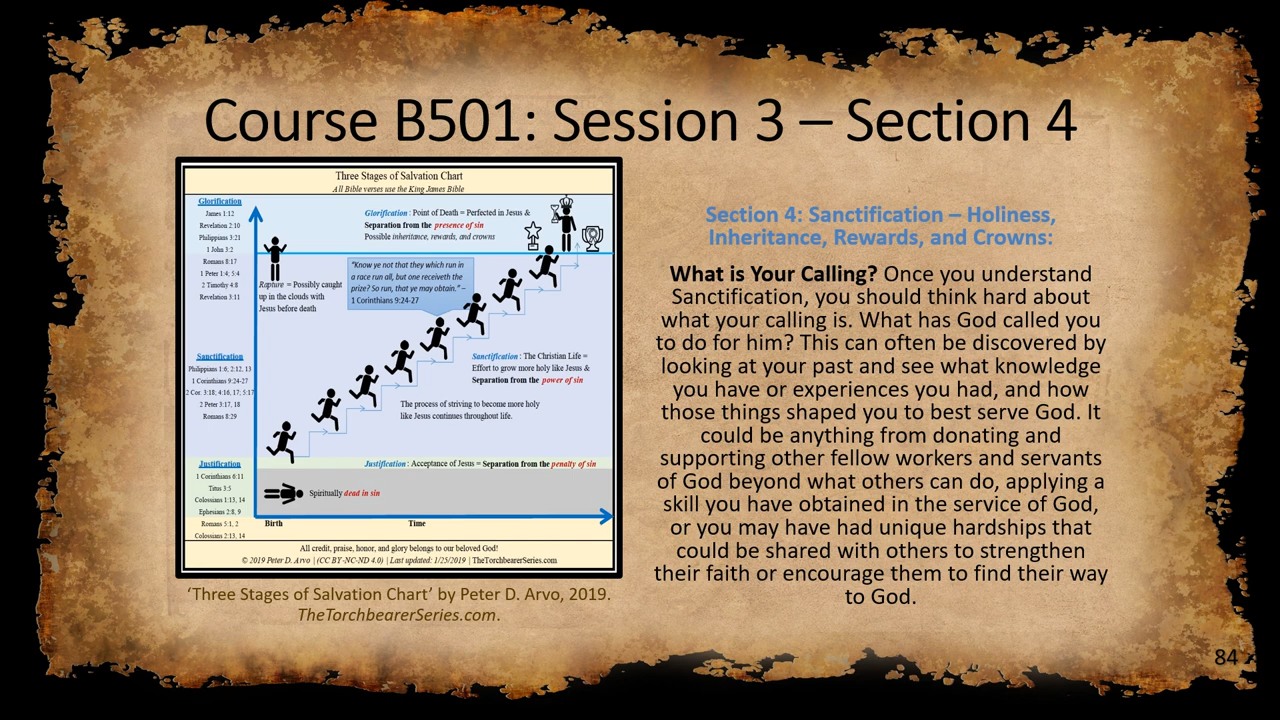 Course B501: Session 3 – Section 4
Three Stages of Salvation Chart
All Bible verses use the King James Bible
Glorification
James 1:12
Revelation 2:10
Philippians 3:21
1 John 3:2
Romans 8:17
1 Peter 1:4; 5:4
2 Timothy 4:8
Revelation 3:11
Sanctification
Philippians 1:6; 2:12, 13
1 Corinthians 9:24-27
2 Cor. 3:18; 4:16, 17; 5:17
2 Peter 3:17, 18
Romans 8:29
Justification
1 Corinthians 6:11
Titus 3:5
Colossians 1:13, 14
Ephesians 2:8, 9
Romans 5:1, 2
Colossians 2:13, 14
Glorification: Point of Death = Perfected in Jesus &
Separation from the presence of sin
Possible inheritance, rewards, and crowns
Rapture = Possibly caught
up in the clouds with
Jesus before death
"Know ye not that they which run in
a race run all, but one receiveth the
prize? So run, that ye may obtain." –
1 Corinthians 9:24-27
Sanctification: The Christian Life =
Effort to grow more holy like Jesus &
Separation from the power of sin
The process of striving to become more holy
like Jesus continues throughout life.
Justification: Acceptance of Jesus = Separation from the penalty of sin
Spiritually dead in sin
Birth
Time
All credit, praise, honor, and glory belongs to our beloved God!
© 2019 Peter D. Arvo | (CC BY-NC-ND 4.0) | Last updated: 1/25/2019 | TheTorchbearerSeries.com
'Three Stages of Salvation Chart' by Peter D. Arvo, 2019.
TheTorchbearerSeries.com.
Section 4: Sanctification – Holiness,
Inheritance, Rewards, and Crowns:
What is Your Calling? Once you understand
Sanctification, you should think hard about
what your calling is. What has God called you
to do for him? This can often be discovered by
looking at your past and see what knowledge
you have or experiences you had, and how
those things shaped you to best serve God. It
could be anything from donating and
supporting other fellow workers and servants
of God beyond what others can do, applying a
skill you have obtained in the service of God,
or you may have had unique hardships that
could be shared with others to strengthen
their faith or encourage them to find their way
to God.
84